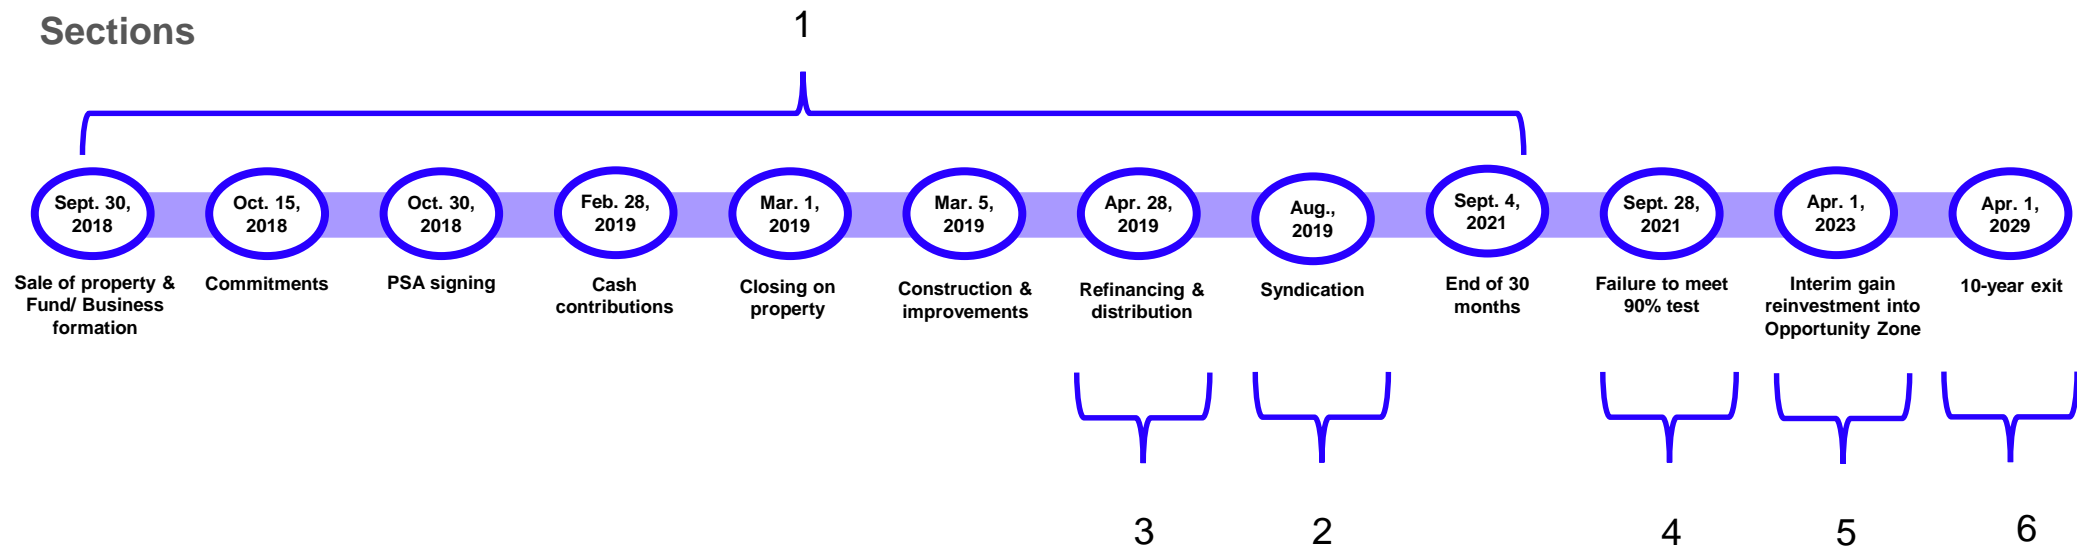 Sections
1
Sept. 30,
2018
Oct. 15,
2018
Oct. 30,
2018
Feb. 28,
2019
Mar. 1,
2019
Mar. 5,
2019
Apr. 28,
2019
Aug.,
2019
Sept. 4,
2021
Sept. 28,
2021
Apr. 1,
2023
Apr. 1,
2029
Sale of property &
Fund/ Business
formation
Commitments
PSA signing
Cash
contributions
Closing on
property
Construction &
improvements
Refinancing &
distribution
Syndication
End of 30
months
Failure to meet
90% test
Interim gain
reinvestment into
Opportunity Zone
10-year exit
3
2
4
5
6